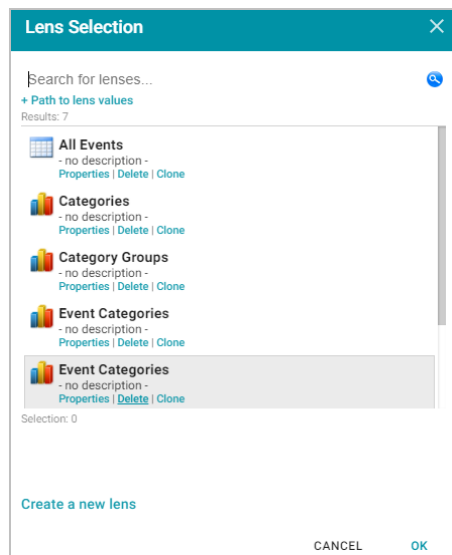 Lens Selection
Search for lenses...
+ Path to lens values
Results: 7
All Events
- no description -
Properties | Delete | Clone
Categories
- no description -
Properties | Delete | Clone
Category Groups
- no description -
Properties | Delete | Clone
Event Categories
- no description -
Properties | Delete | Clone
Event Categories
- no description -
Properties | Delete | Clone
Selection: 0
Create a new lens
CANCEL OK